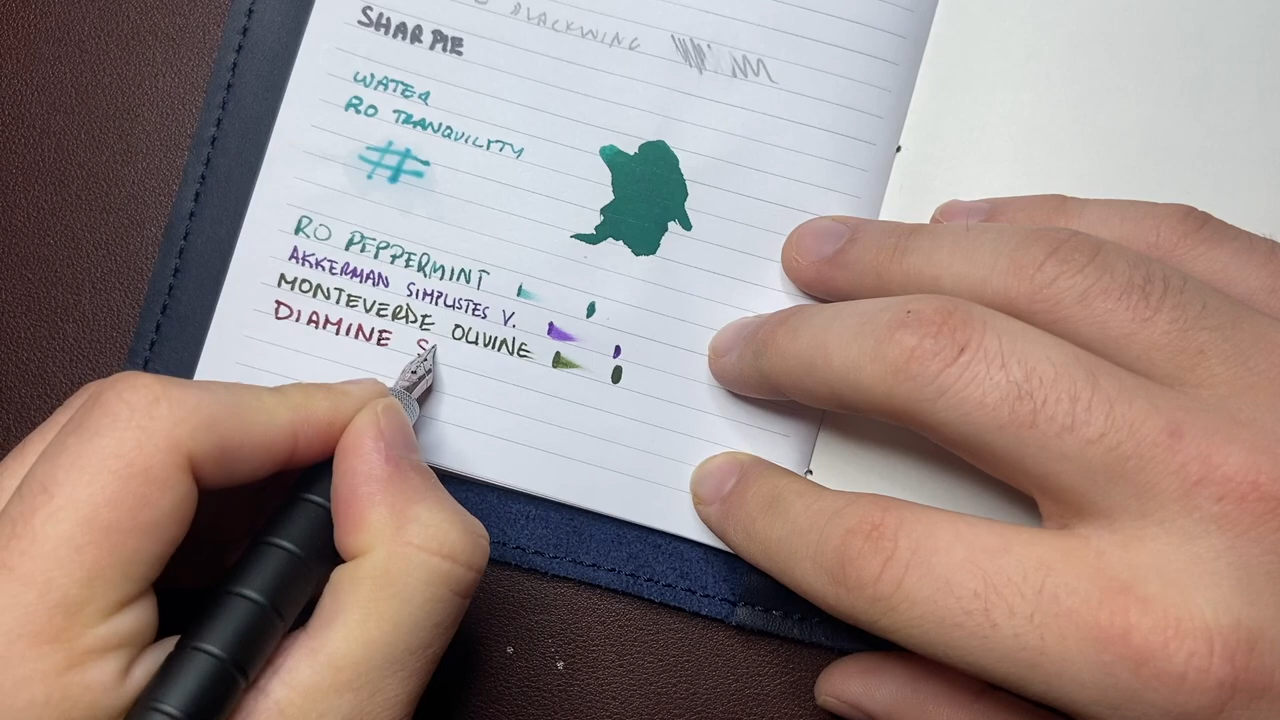 BLACKWING
SHARPIE
WATER
RO TRANQUILITY
#
RO PEPPERMINT
AKKERMAN SIMPLISTES V.
MONTEVERDE OLIVINE
DIAMINE S